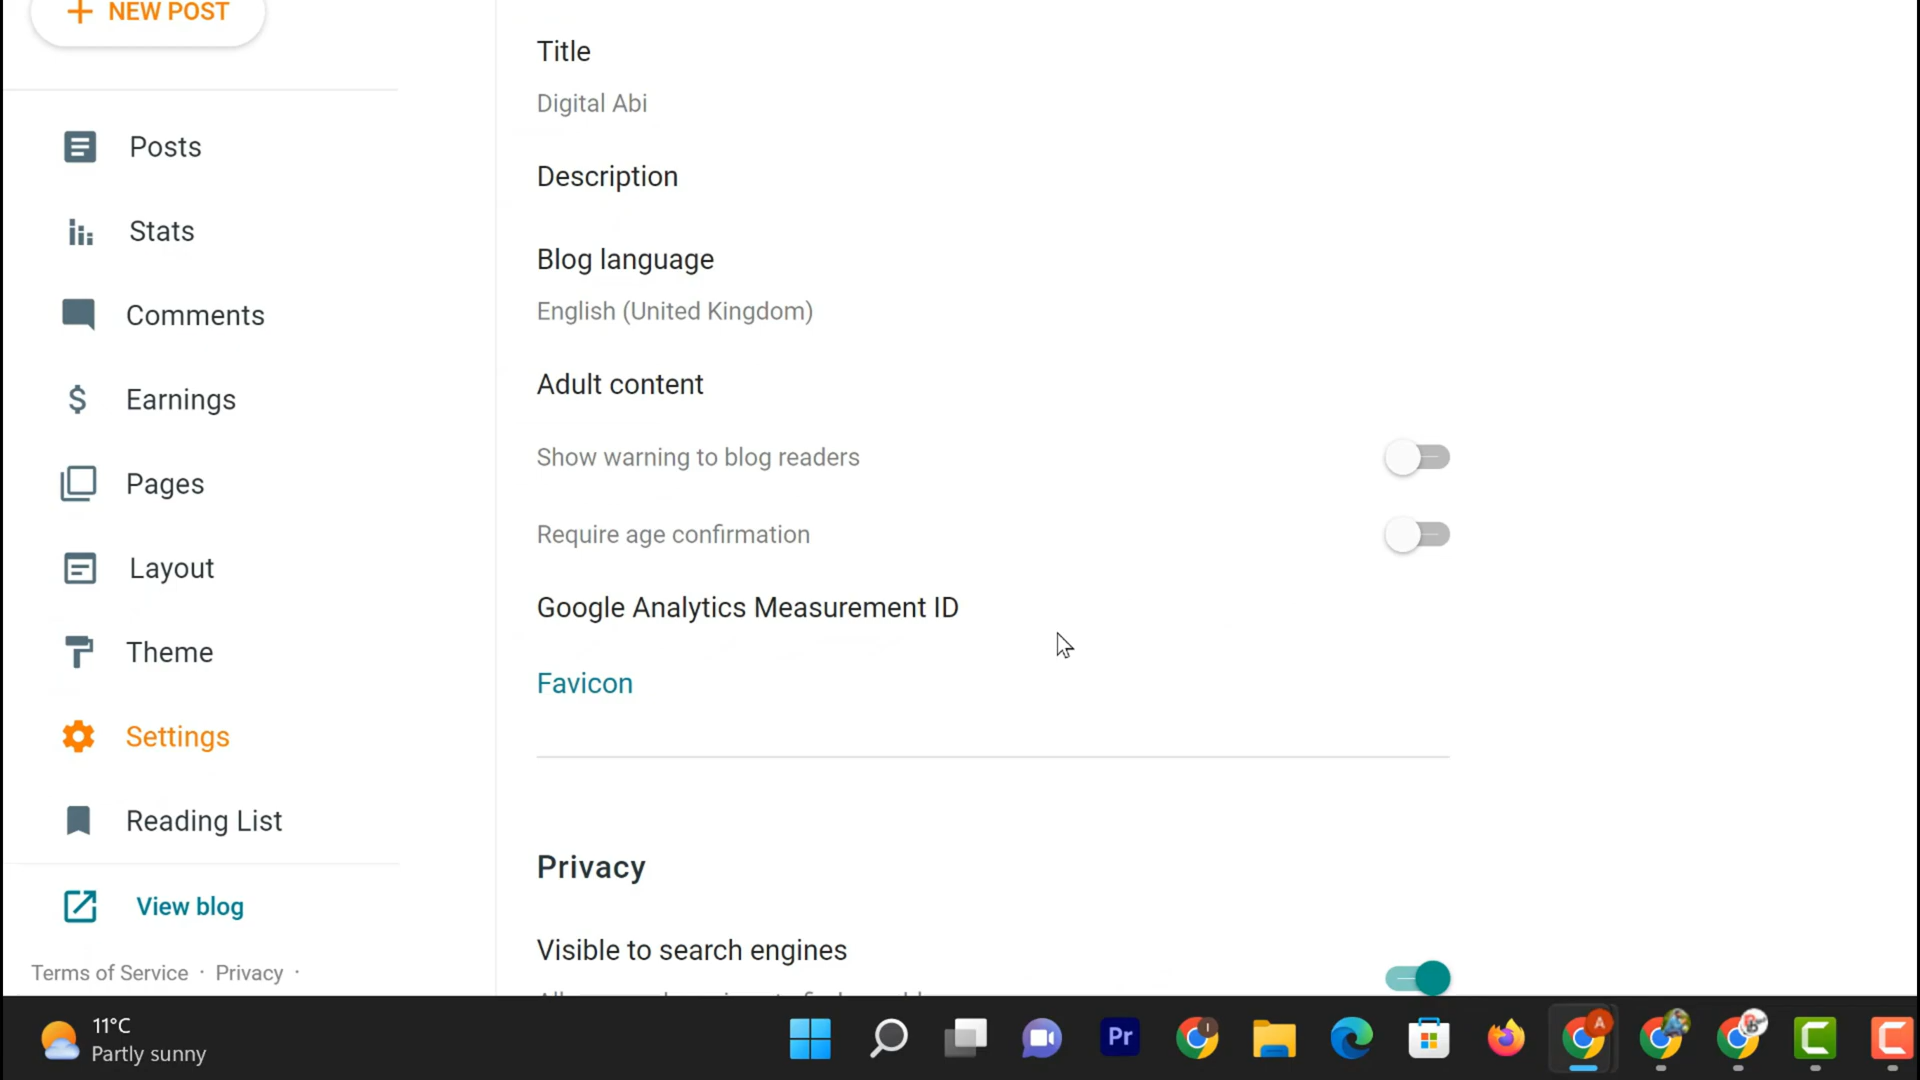 NEW POST
Posts
Stats
Comments
Earnings
Pages
Layout
Theme
Settings
Reading List
View blog
Terms of Service · Privacy ·
Title
Digital Abi
Description
Blog language
English (United Kingdom)
Adult content
Show warning to blog readers
Require age confirmation
Google Analytics Measurement ID
Favicon
Privacy
Visible to search engines
11°C
Partly sunny
Pr
A